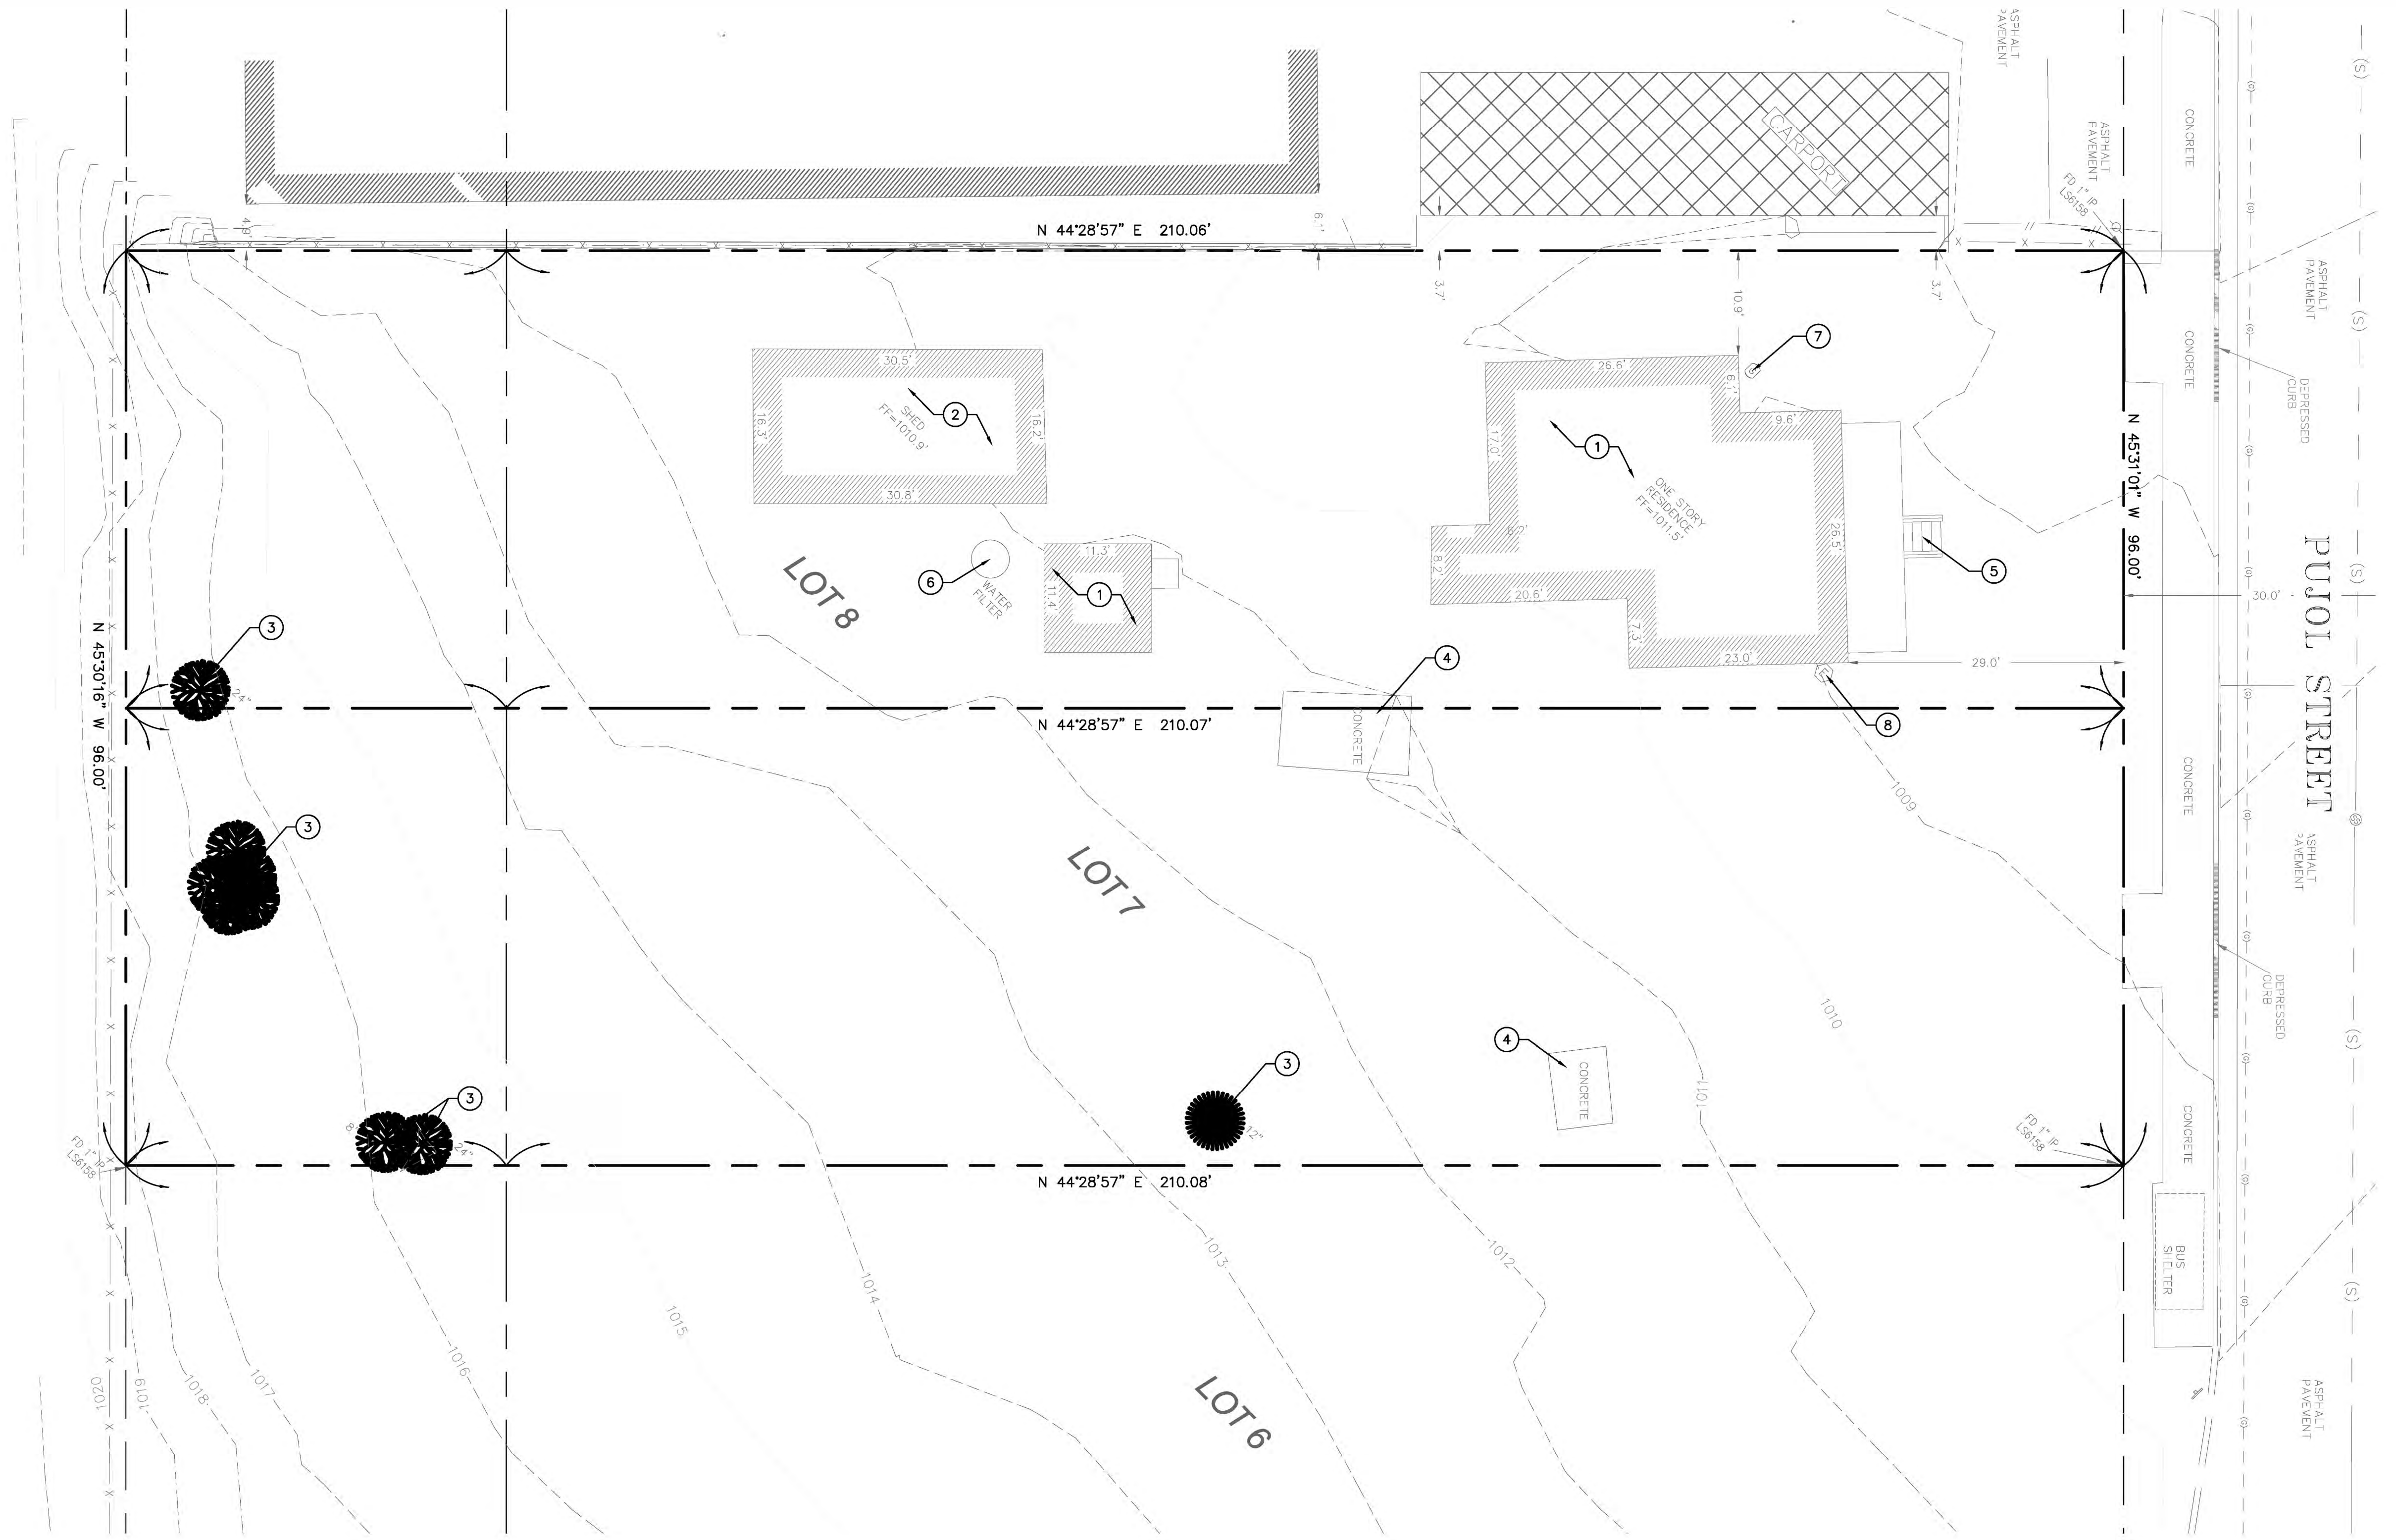 ASPHALT
PAVEMENT
(S)
CONCRETE
ASPHALT
PAVEMENT
CARPORT
FD 1" IP
LS6158
(G)
4.9'
N 44°28'57" E 210.06'
6.1'
3.7'
10.9'
3.7'
ASPHALT
PAVEMENT
(S)
CONCRETE
DEPRESSED
CURB
7
30.5'
16.3'
2
SHED
FF=1010.9'
16.2'
30.8'
26.6'
6.1'
9.6'
17.0'
1
ONE STORY
RESIDENCE
FF=1011.5'
26.5'
6.2'
8.2'
20.6'
7.3'
23.0'
N 45°31'01" W 96.00'
5
30.0'
29.0'
(S)
PUJOL STREET
LOT 8
6
WATER
FILTER
11.3'
11.4'
1
3
24"
N 45°30'16" W 96.00'
4
CONCRETE
N 44°28'57" E 210.07'
8
1009
CONCRETE
69
ASPHALT
PAVEMENT
3
LOT 7
DEPRESSED
CURB
(S)
1010
4
CONCRETE
1011
3
12"
3
8"
24"
FD 1" IP
LS6158
FD 1" IP
LS6158
CONCRETE
N 44°28'57" E 210.08'
BUS
SHELTER
(S)
1012
1013
1014
1015
1016
1017
1018
1019
1020
LOT 6
ASPHALT
PAVEMENT